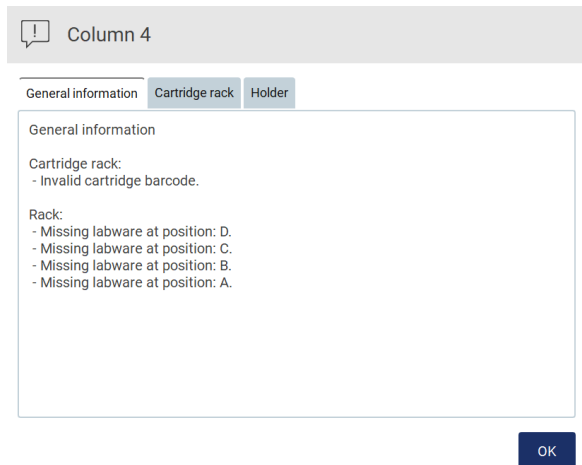 Column 4
General information Cartridge rack Holder
General information
Cartridge rack:
- Invalid cartridge barcode.
Rack:
- Missing labware at position: D.
- Missing labware at position: C.
- Missing labware at position: B.
- Missing labware at position: A.
OK